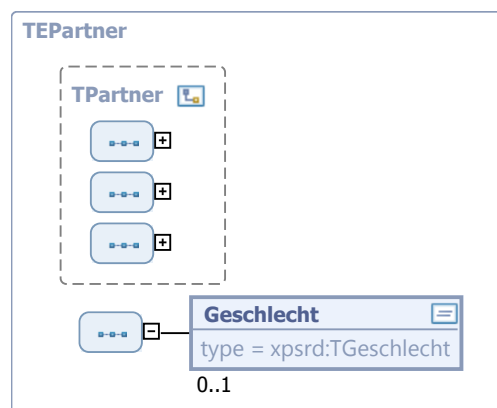 TEPartner
TPartner
Geschlecht
type = xpsrd:TGeschlecht
0..1